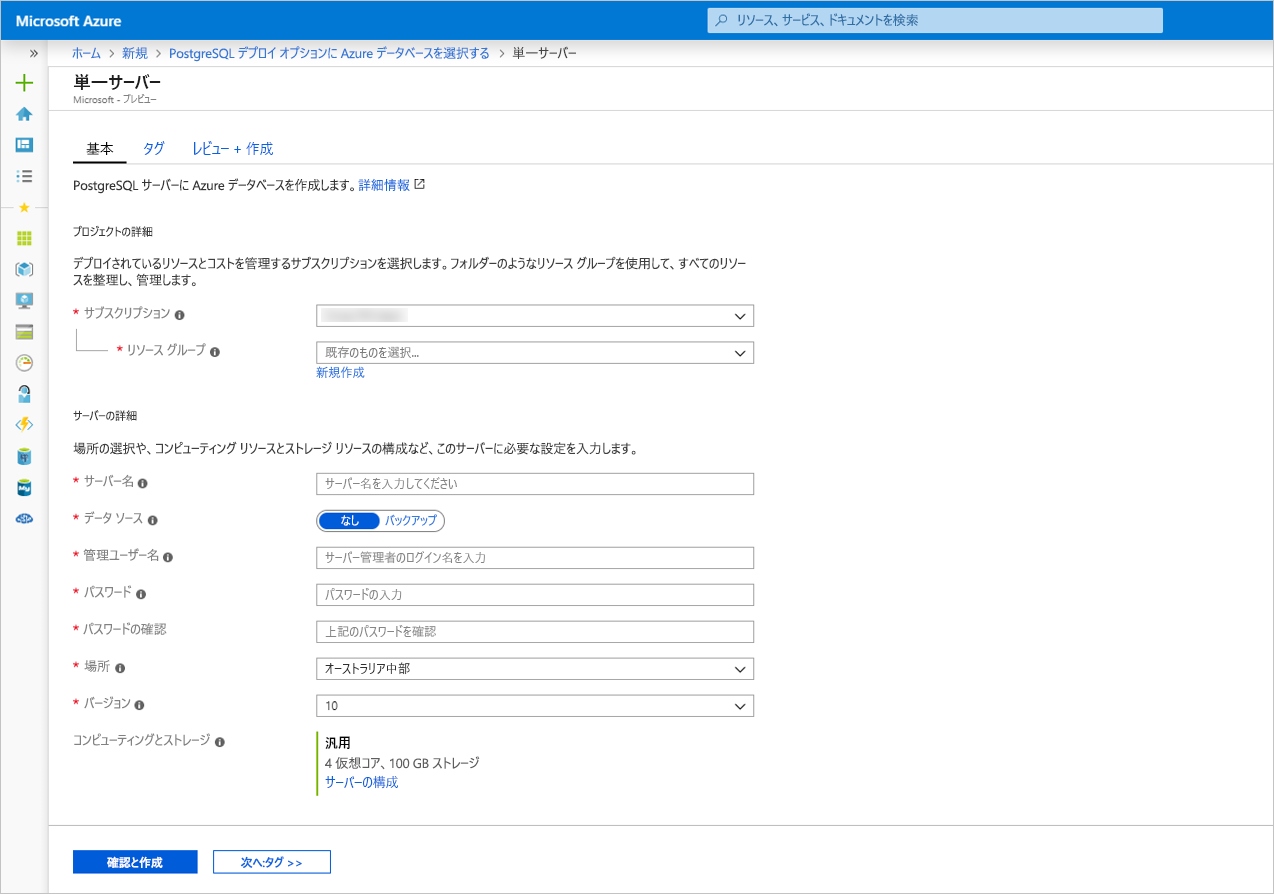 Microsoft Azure
リソース、サービス、ドキュメントを検索
ホーム > 新規 > PostgreSQL デプロイ オプションに Azure データベースを選択する > 単一サーバー
単一サーバー
Microsoft - プレビュー
基本 タグ レビュー + 作成
PostgreSQL サーバーに Azure データベースを作成します。詳細情報
プロジェクトの詳細
デプロイされているリソースとコストを管理するサブスクリプションを選択します。フォルダーのようなリソース グループを使用して、すべてのリソー
スを整理し、管理します。
* サブスクリプション
* リソース グループ 既存のものを選択...
新規作成
サーバーの詳細
場所の選択や、コンピューティング リソースとストレージ リソースの構成など、このサーバーに必要な設定を入力します。
* サーバー名 サーバー名を入力してください
* データ ソース なし バックアップ
* 管理ユーザー名 サーバー管理者のログイン名を入力
* パスワード パスワードの入力
* パスワードの確認 上記のパスワードを確認
* 場所 オーストラリア中部
* バージョン 10
コンピューティングとストレージ 汎用
4 仮想コア、100 GB ストレージ
サーバーの構成
確認と作成 次へ:タグ >>